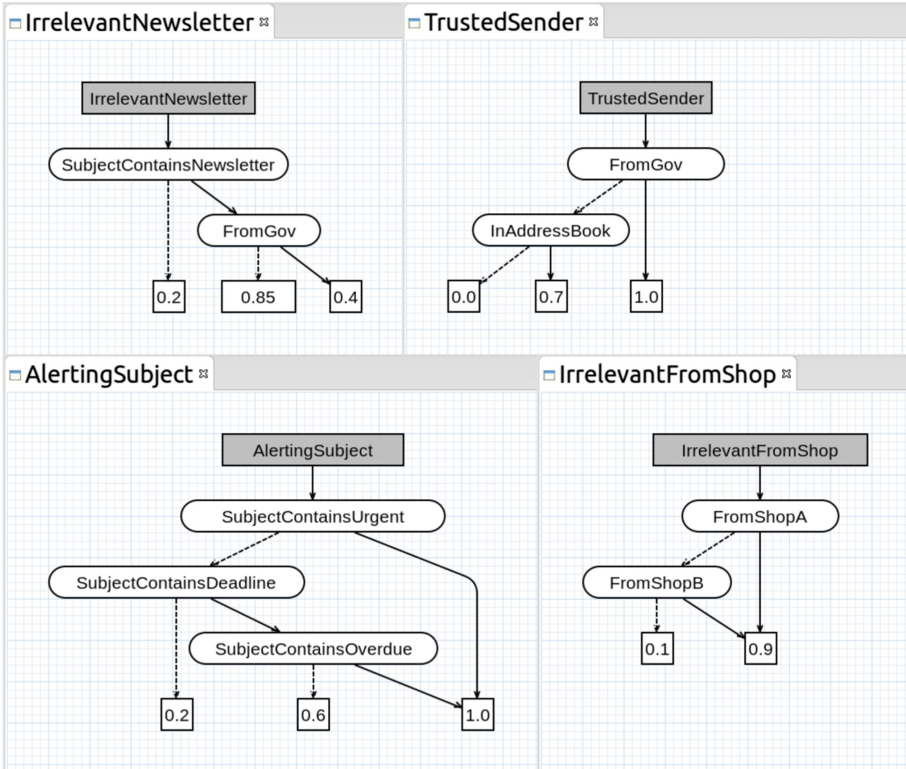 IrrelevantNewsletter
IrrelevantNewsletter
SubjectContainsNewsletter
FromGov
0.2
0.85
0.4
TrustedSender
TrustedSender
FromGov
InAddressBook
0.0
0.7
1.0
AlertingSubject
AlertingSubject
SubjectContainsUrgent
SubjectContainsDeadline
SubjectContainsOverdue
0.2
0.6
1.0
IrrelevantFromShop
IrrelevantFromShop
FromShopA
FromShopB
0.1
0.9